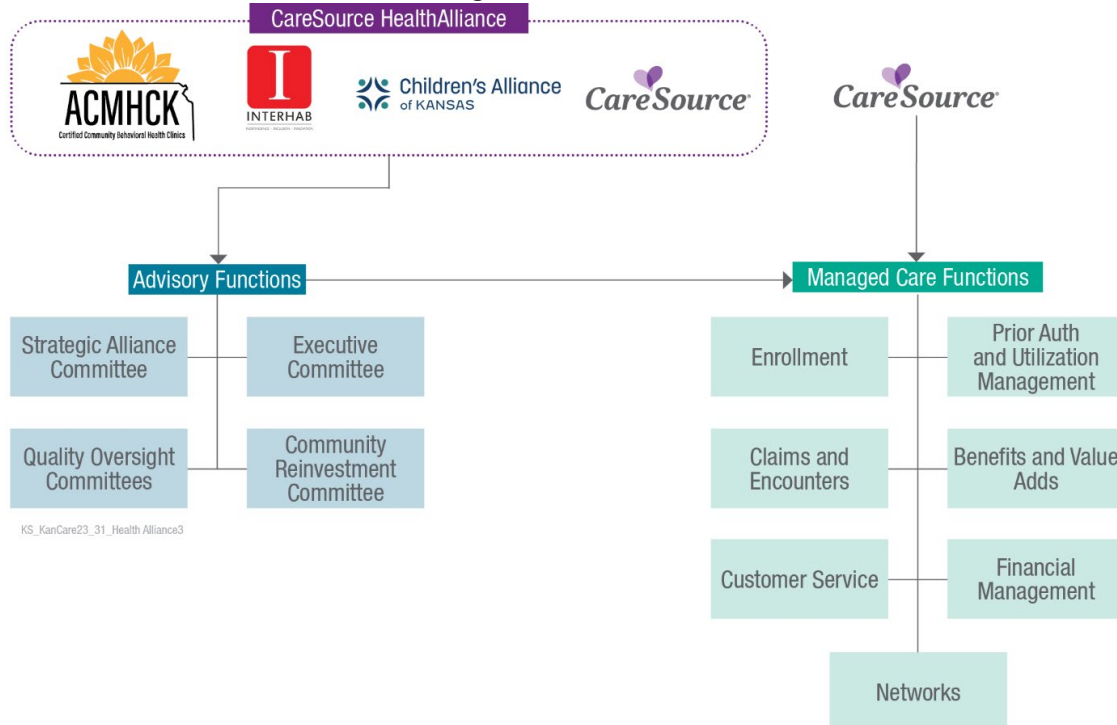 CareSource HealthAlliance
ACMHCK
Certified Community Behavioral Health Clinics
I
INTERHAB
Children's Alliance
of KANSAS
CareSource®
CareSource®
Advisory Functions
Managed Care Functions
Strategic Alliance
Committee
Executive
Committee
Enrollment
Prior Auth
and Utilization
Management
Quality Oversight
Committees
Community
Reinvestment
Committee
Claims and
Encounters
Benefits and Value
Adds
KS_KanCare23_31_Health Alliance3
Customer Service
Financial
Management
Networks